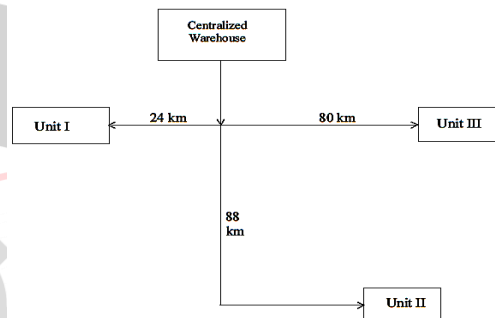 Centralized
Warehouse
24 km
80 km
Unit I
Unit III
88
km
Unit II